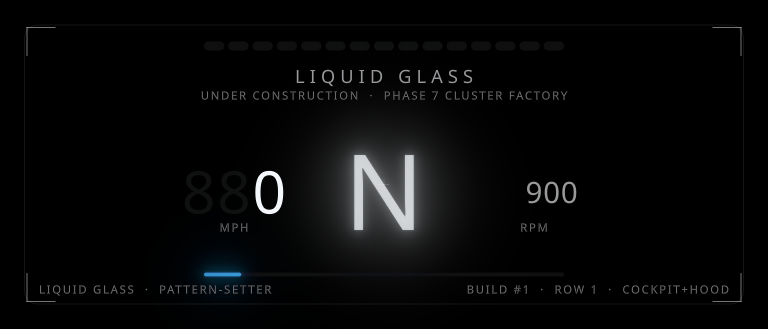 LIQUID GLASS
UNDER CONSTRUCTION · PHASE 7 CLUSTER FACTORY
880 N 900
MPH RPM
LIQUID GLASS · PATTERN-SETTER BUILD #1 · ROW 1 · COCKPIT+HOOD